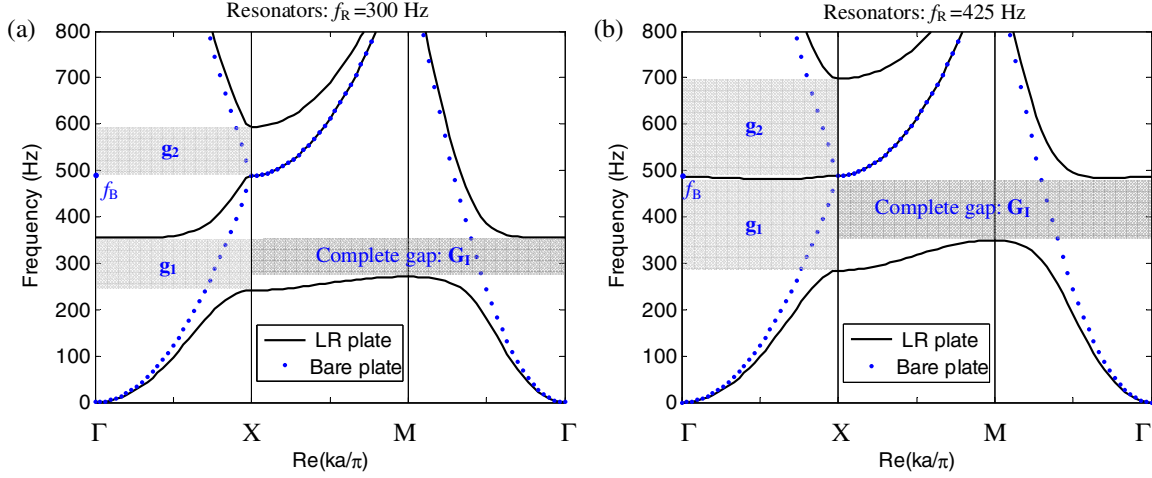 (a)
Resonators: fR=300 Hz
800
700
600
500
400
300
200
100
0
Frequency (Hz)
g2
fB
g1
Complete gap: GI
LR plate
Bare plate
Γ
X
M
Γ
Re(ka/π)
(b)
Resonators: fR=425 Hz
800
700
600
500
400
300
200
100
0
Frequency (Hz)
g2
fB
g1
Complete gap: GI
LR plate
Bare plate
Γ
X
M
Γ
Re(ka/π)